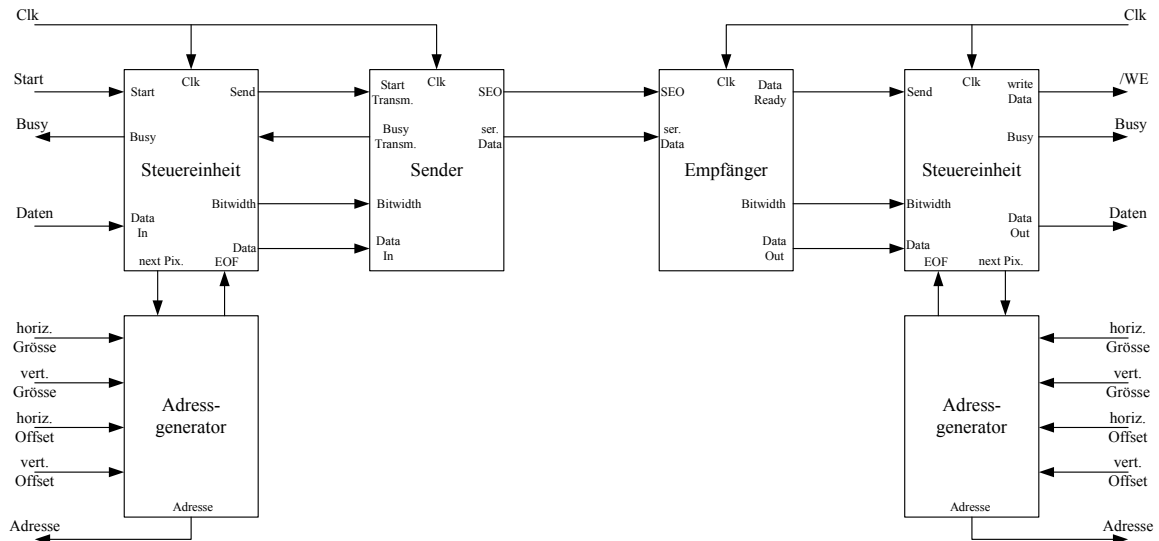 Clk
Clk
Start
Busy
Daten
Clk
Start
Send
Busy
Steuereinheit
Bitwidth
Data
In
Data
next Pix.
EOF
Clk
Start
Transm.
SEO
Busy
Transm.
ser.
Data
Sender
Bitwidth
Data
In
Clk
SEO
Data
Ready
ser.
Data
Empfänger
Bitwidth
Data
Out
Clk
Send
write
Data
Busy
Steuereinheit
Bitwidth
Data
Out
Data
EOF
next Pix.
/WE
Busy
Daten
horiz.
Grösse
vert.
Grösse
horiz.
Offset
vert.
Offset
Adress-
generator
Adresse
Adresse
Adress-
generator
Adresse
horiz.
Grösse
vert.
Grösse
horiz.
Offset
vert.
Offset
Adresse